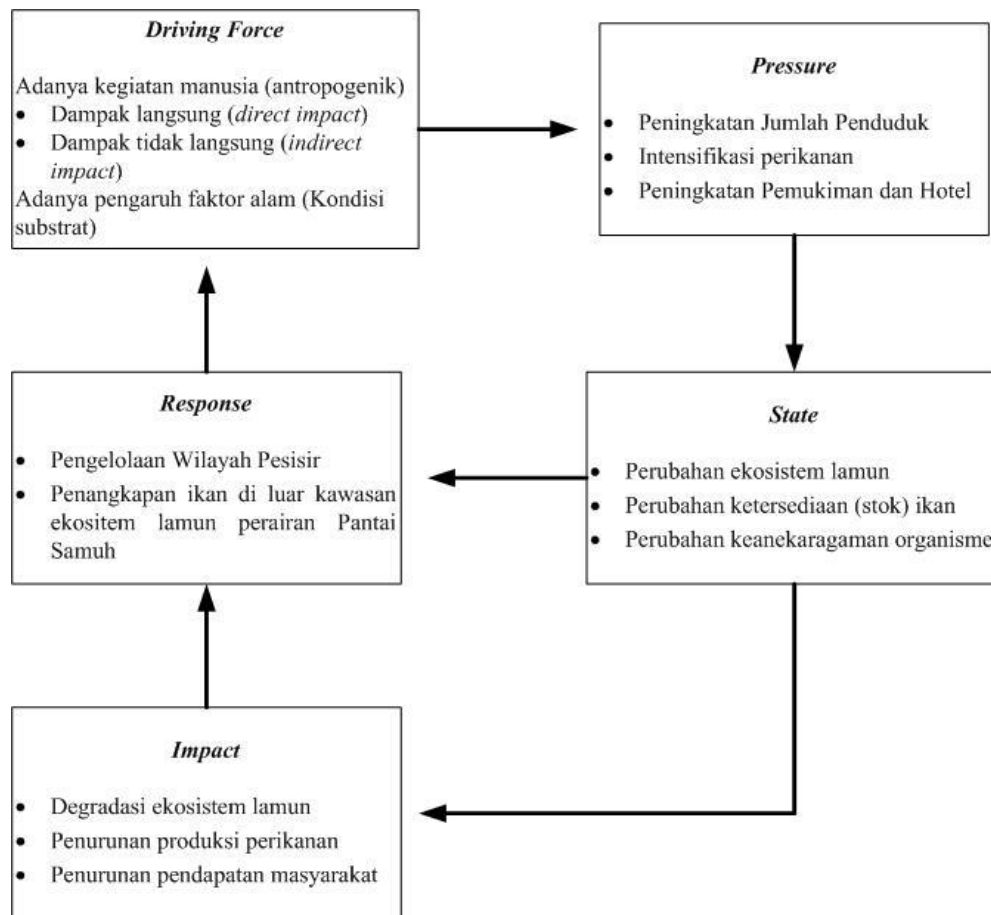 Driving Force
Adanya kegiatan manusia (antropogenik)
• Dampak langsung (direct impact)
• Dampak tidak langsung (indirect
impact)
Adanya pengaruh faktor alam (Kondisi
substrat)
Pressure
• Peningkatan Jumlah Penduduk
• Intensifikasi perikanan
• Peningkatan Pemukiman dan Hotel
State
• Perubahan ekosistem lamun
• Perubahan ketersediaan (stok) ikan
• Perubahan keanekaragaman organisme
Response
• Pengelolaan Wilayah Pesisir
• Penangkapan ikan di luar kawasan
ekositem lamun perairan Pantai
Samuh
Impact
• Degradasi ekosistem lamun
• Penurunan produksi perikanan
• Penurunan pendapatan masyarakat